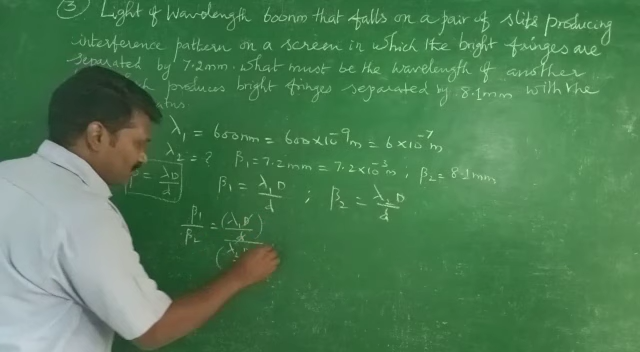 ③ Light of wavelength 600nm that falls on a pair of slits producing
interference pattern on a screen in which the bright fringes are
separated by 7.2mm. What must be the wavelength of another
which produces bright fringes separated by 8.1mm with the
λ₁ = 600nm = 600×10⁻⁹m = 6×10⁻⁷m
λ₂ = ? β₁ = 7.2mm = 7.2×10⁻³m ; β₂ = 8.1mm
β = λD/d β₁ = λ₁D/d ; β₂ = λ₂D/d
β₁/β₂ = (λ₁D/d)
(λ₂